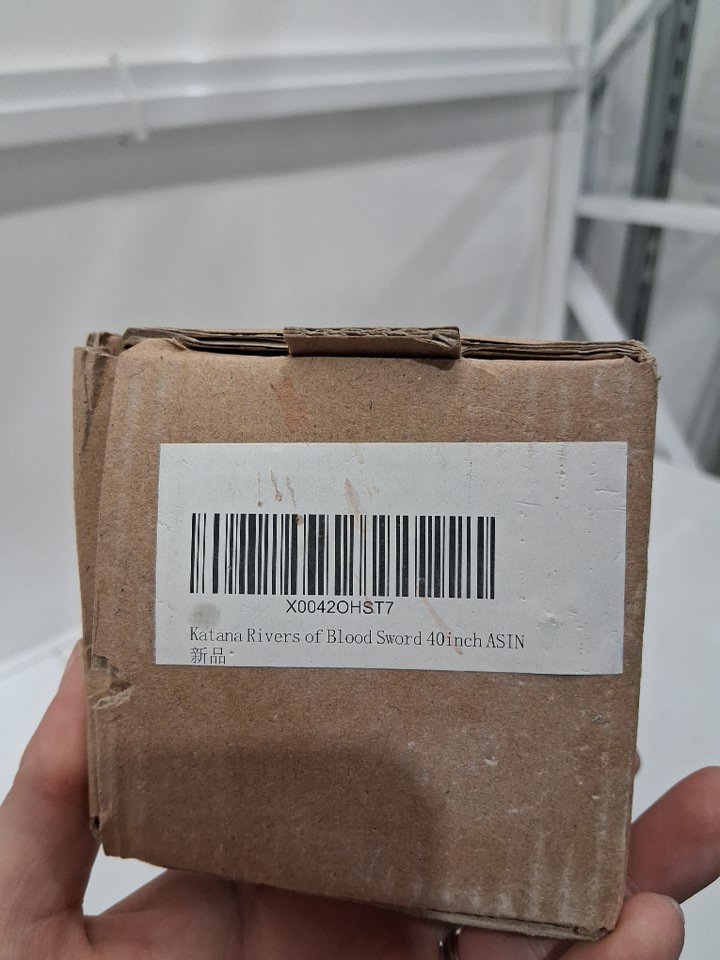 X0042OHST7
Katana Rivers of Blood Sword 40inch ASIN
新品